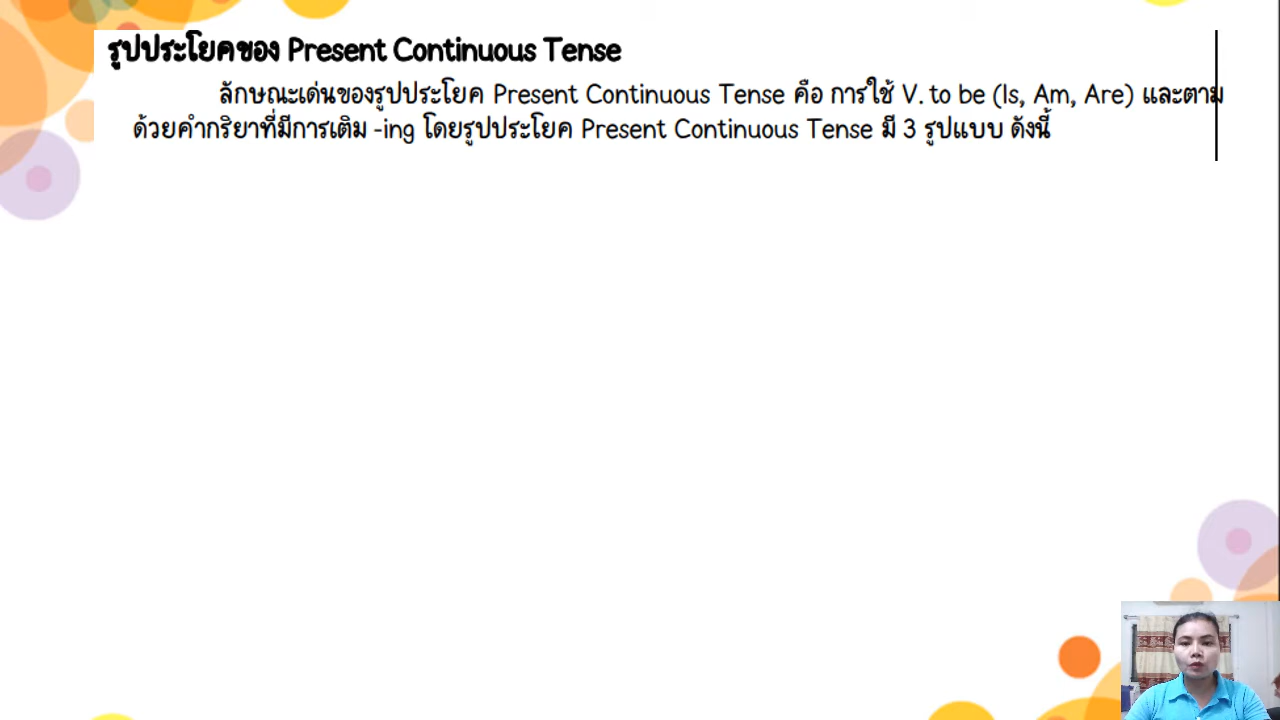 รูปประโยคของ Present Continuous Tense
ลักษณะเด่นของรูปประโยค Present Continuous Tense คือ การใช้ V. to be (Is, Am, Are) และตาม
ด้วยคำกริยาที่มีการเติม -ing โดยรูปประโยค Present Continuous Tense มี 3 รูปแบบ ดังนี้